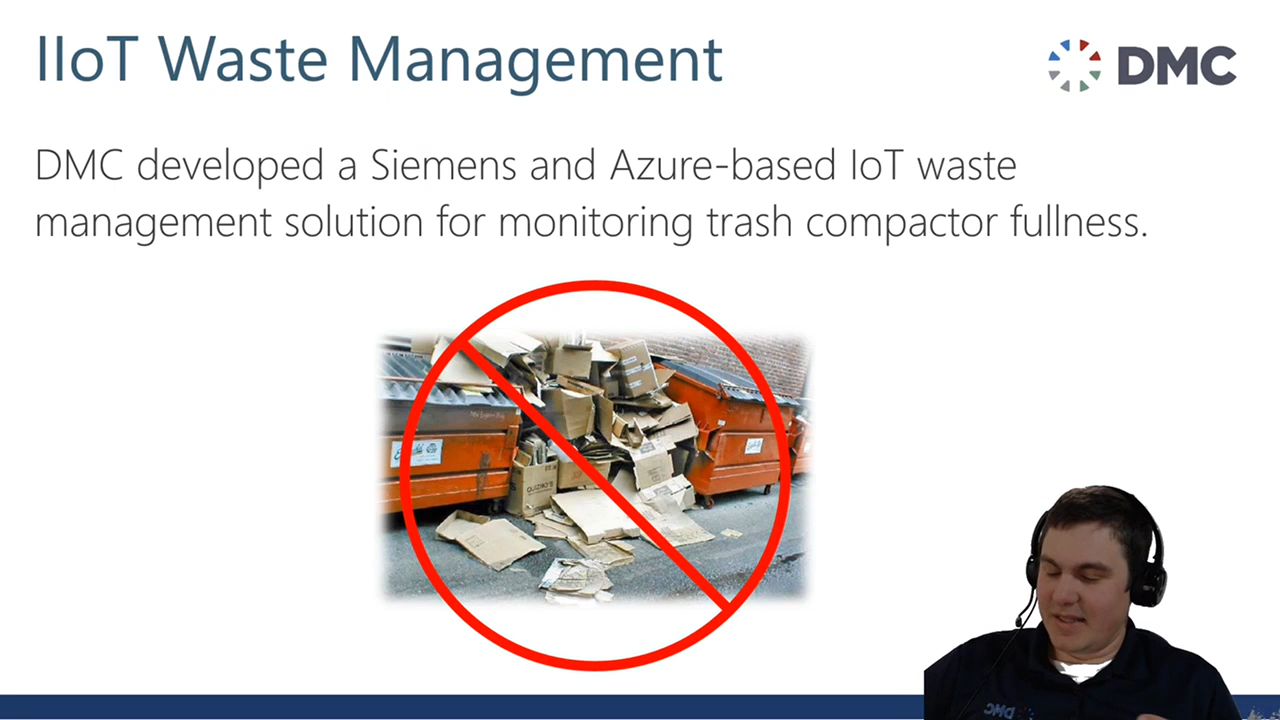 IIoT Waste Management
DMC
DMC developed a Siemens and Azure-based IoT waste
management solution for monitoring trash compactor fullness.
DMC